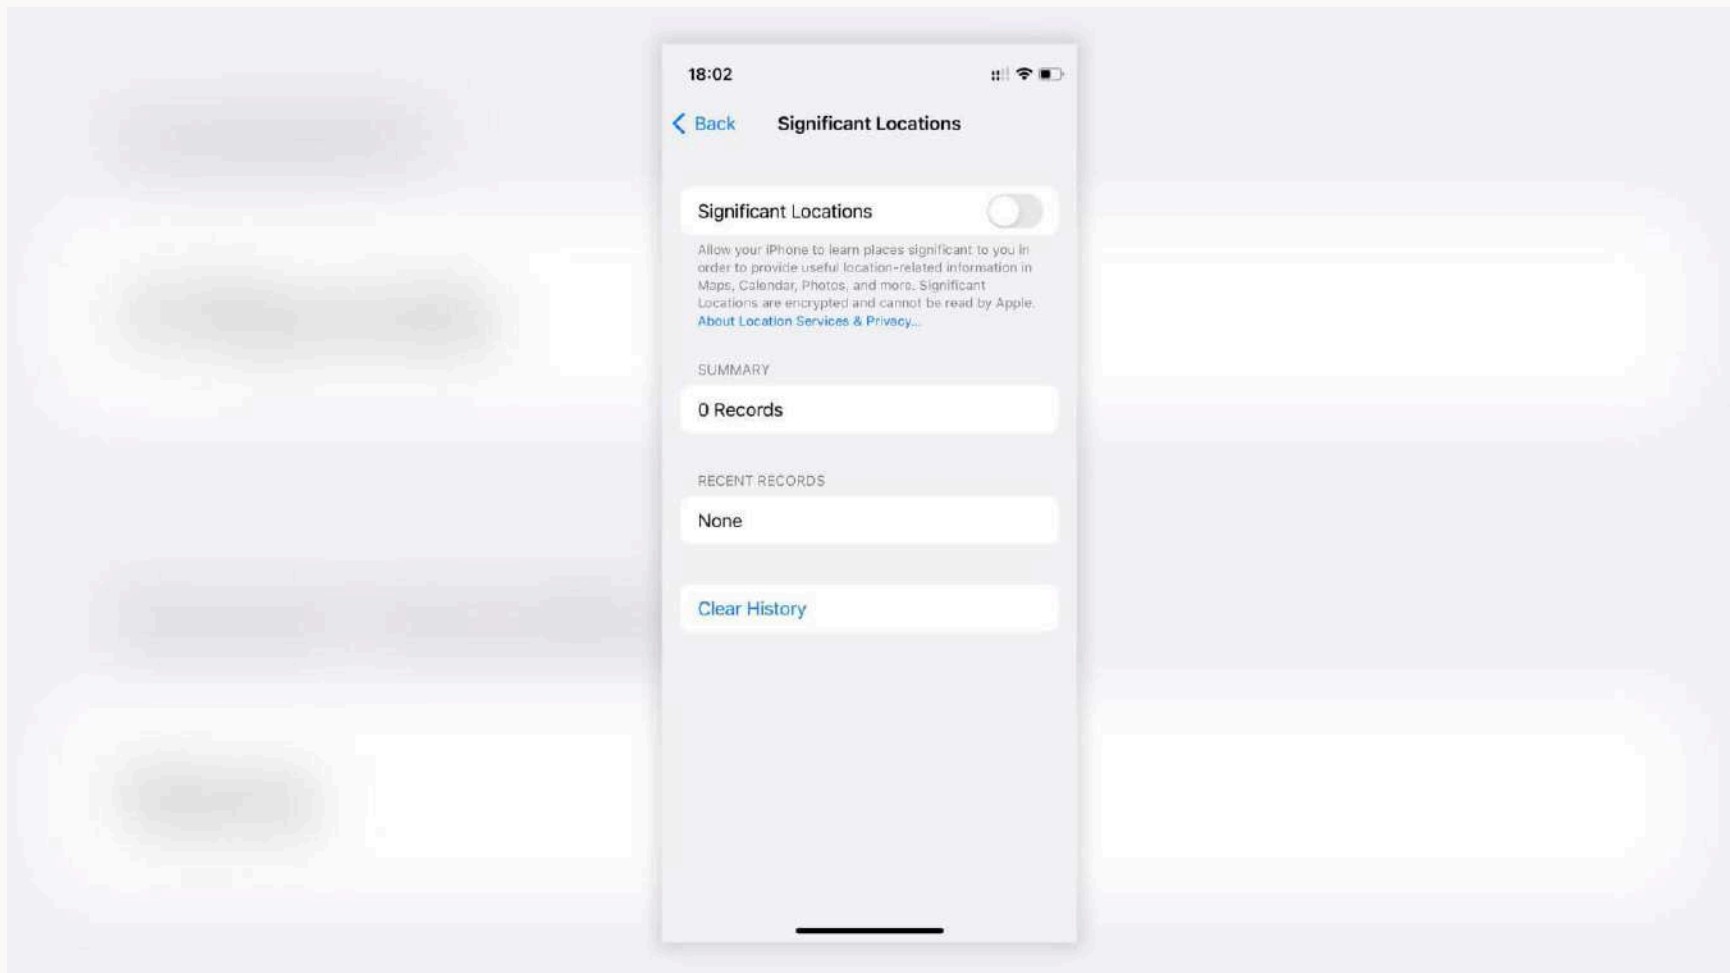 18:02
Back
Significant Locations
Significant Locations
Allow your iPhone to learn places significant to you in
order to provide useful location-related information in
Maps, Calendar, Photos, and more. Significant
Locations are encrypted and cannot be read by Apple.
About Location Services & Privacy...
SUMMARY
0 Records
RECENT RECORDS
None
Clear History